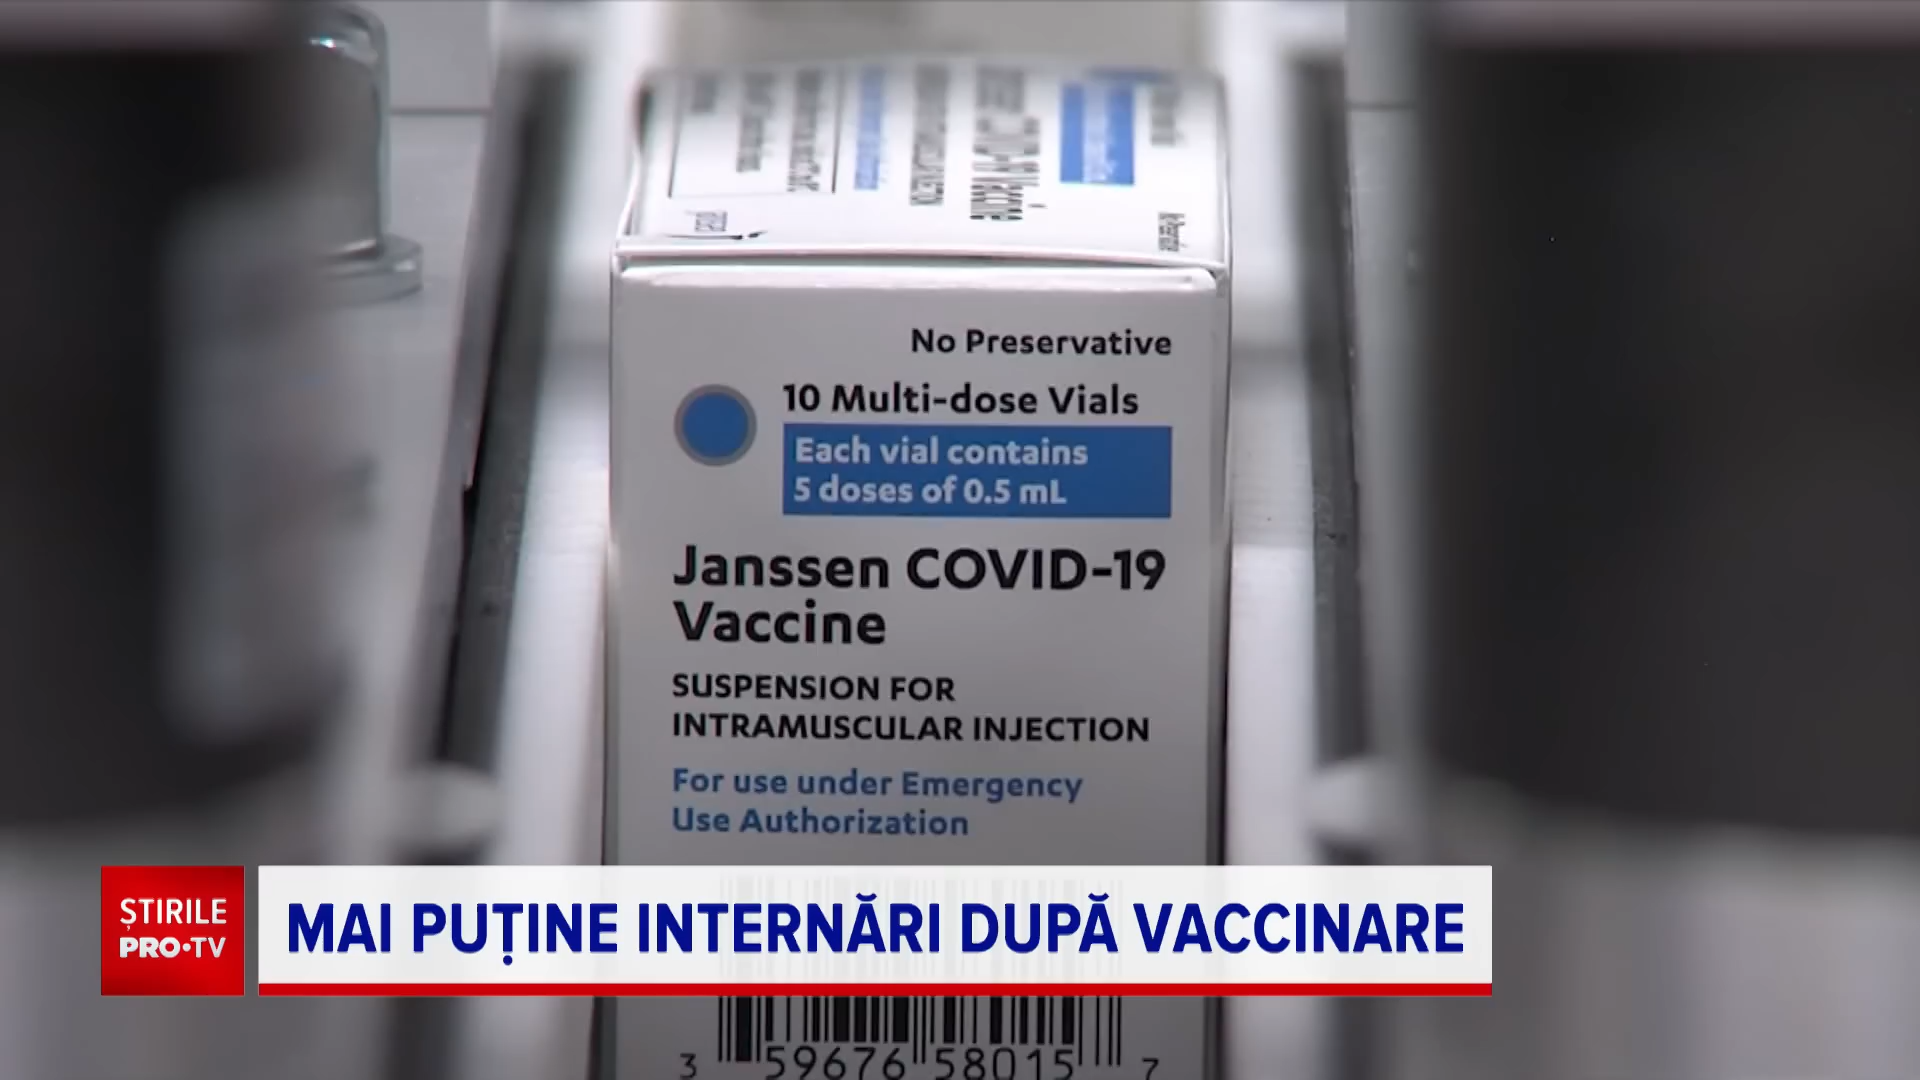 No Preservative
10 Multi-dose Vials
Each vial contains
5 doses of 0.5 mL
Janssen COVID-19
Vaccine
SUSPENSION FOR
INTRAMUSCULAR INJECTION
For use under Emergency
Use Authorization
ȘTIRILE
PRO•TV
MAI PUȚINE INTERNĂRI DUPĂ VACCINARE
3 59676 58015 7